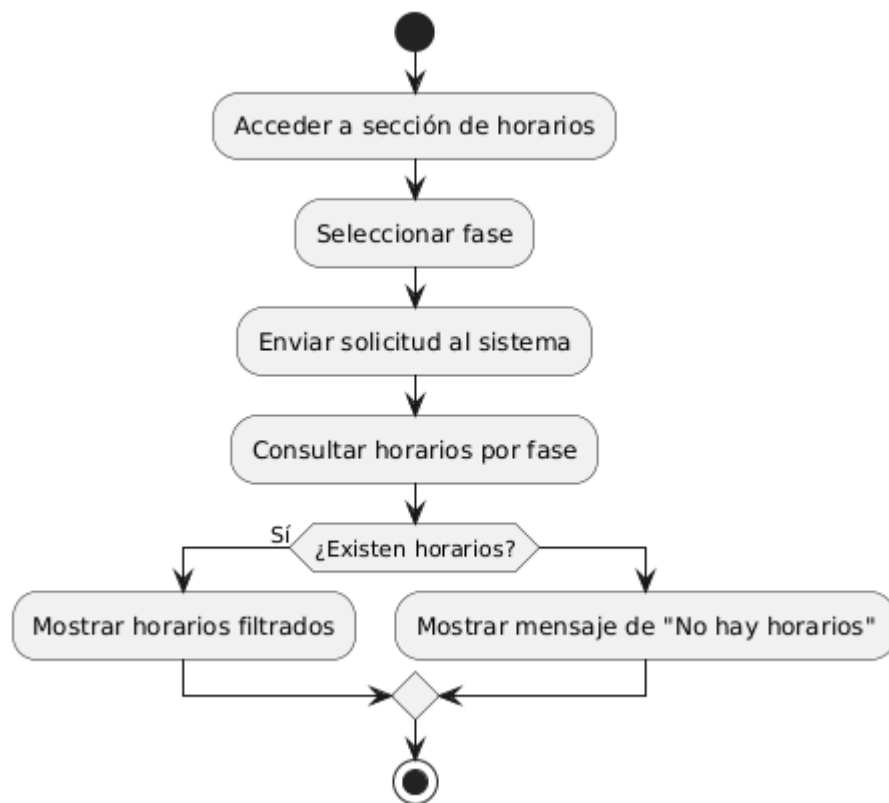 Acceder a sección de horarios
Seleccionar fase
Enviar solicitud al sistema
Consultar horarios por fase
Sí
¿Existen horarios?
Mostrar horarios filtrados
Mostrar mensaje de "No hay horarios"